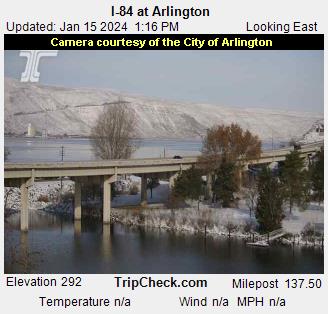 I-84 at Arlington
Updated: Jan 15 2024 1:16 PM Looking East
Camera courtesy of the City of Arlington
Elevation 292 TripCheck.com Milepost 137.50
Temperature n/a Wind n/a MPH n/a